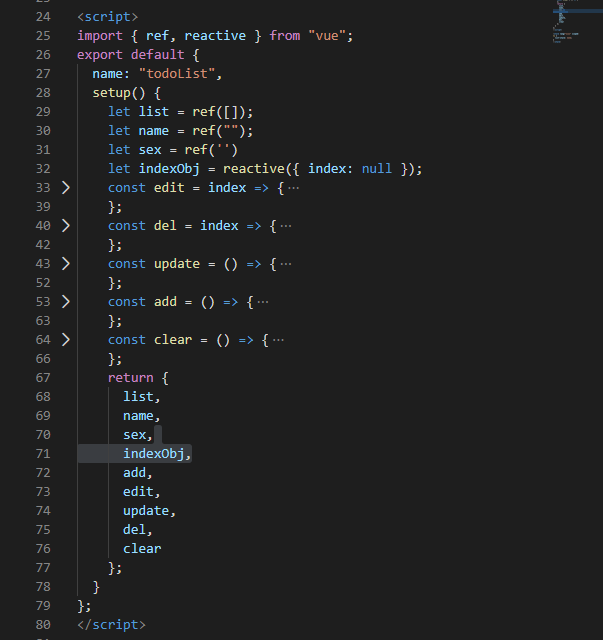 24 <script>
25 import { ref, reactive } from "vue";
26 export default {
27 name: "todoList",
28 setup() {
29 let list = ref([]);
30 let name = ref("");
31 let sex = ref('')
32 let indexObj = reactive({ index: null });
33 const edit = index => {···
39 };
40 const del = index => {···
42 };
43 const update = () => {···
52 };
53 const add = () => {···
63 };
64 const clear = () => {···
66 };
67 return {
68 list,
69 name,
70 sex,
71 indexObj,
72 add,
73 edit,
74 update,
75 del,
76 clear
77 };
78 }
79 };
80 </script>